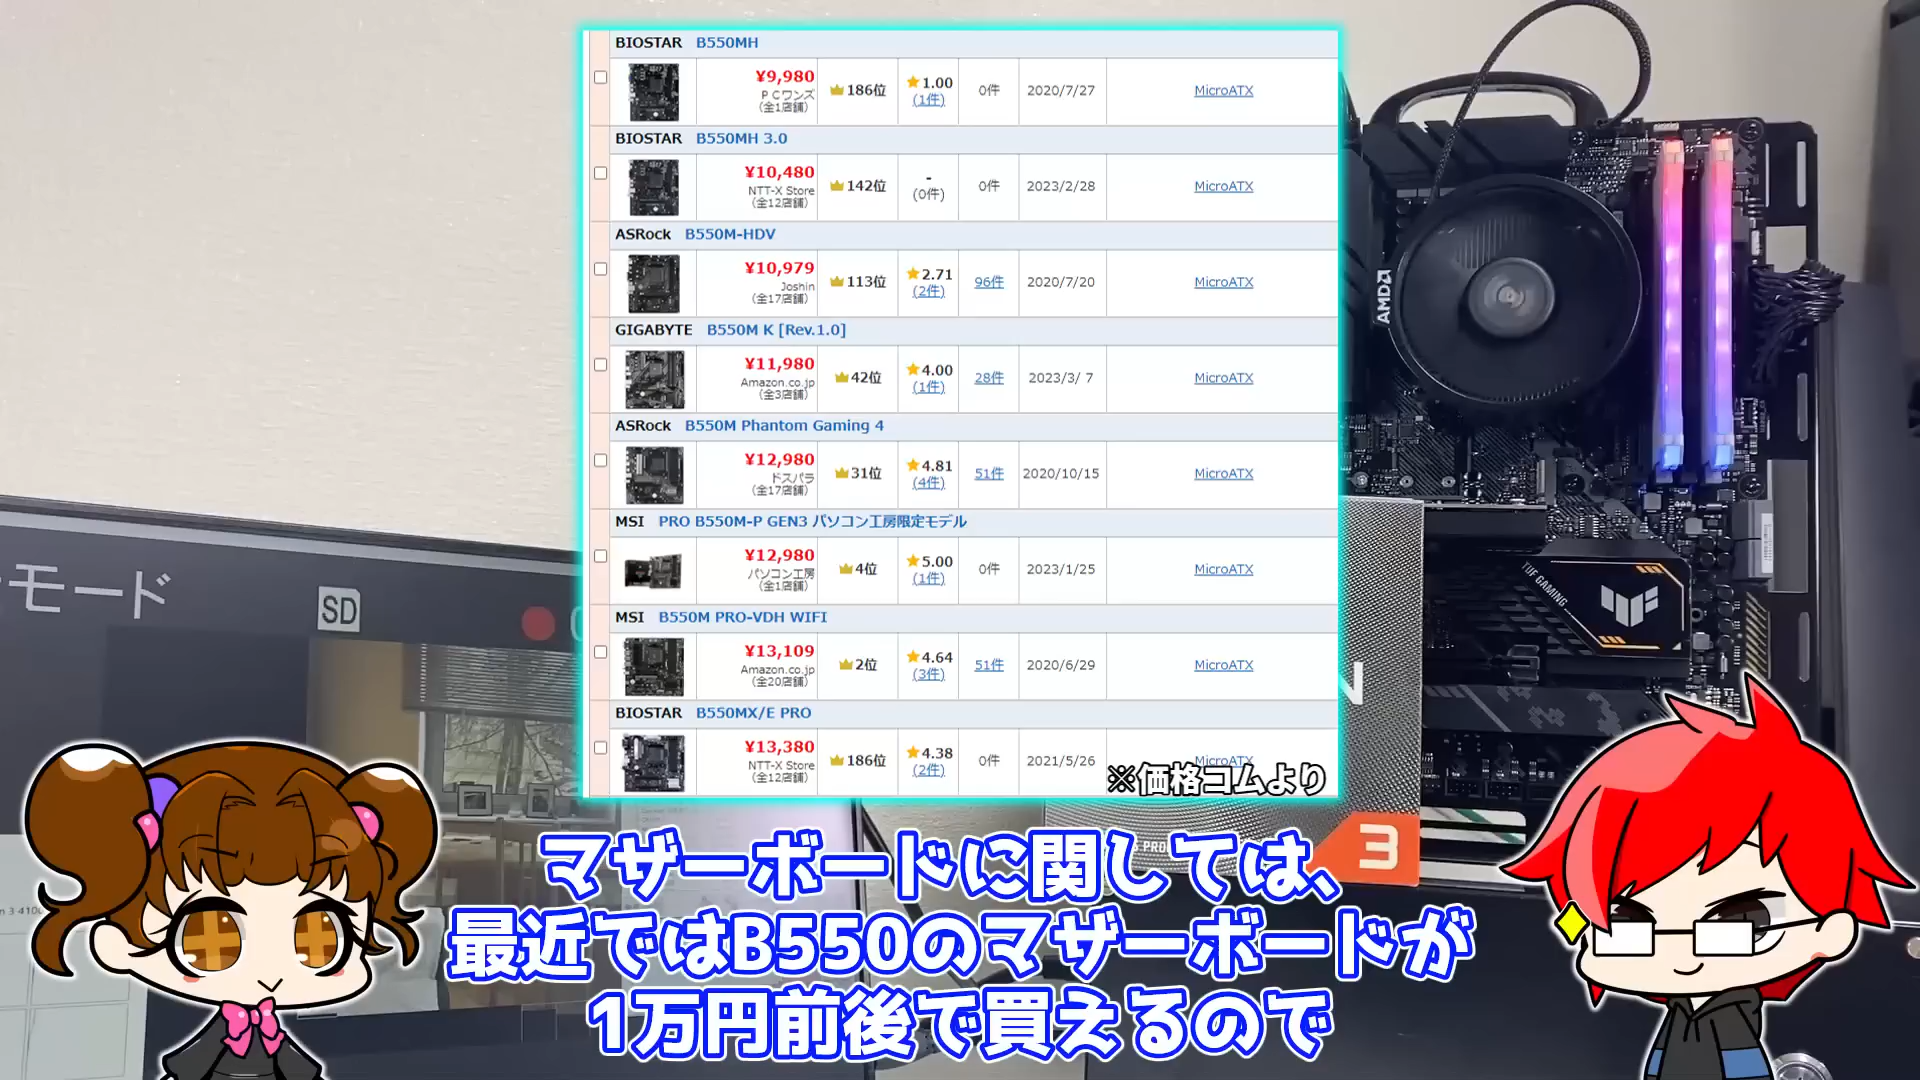 BIOSTAR B550MH
¥9,980
PCワンズ
(全1店舗)
186位
1.00
(1件)
0件
2020/7/27
MicroATX
BIOSTAR B550MH 3.0
¥10,480
NTT-X Store
(全12店舗)
142位
-
(0件)
0件
2023/2/28
MicroATX
ASRock B550M-HDV
¥10,979
Joshin
(全17店舗)
113位
2.71
(2件)
96件
2020/7/20
MicroATX
GIGABYTE B550M K [Rev.1.0]
¥11,980
Amazon.co.jp
(全3店舗)
42位
4.00
(1件)
28件
2023/3/ 7
MicroATX
ASRock B550M Phantom Gaming 4
¥12,980
ドスパラ
(全17店舗)
31位
4.81
(4件)
51件
2020/10/15
MicroATX
MSI PRO B550M-P GEN3 パソコン工房限定モデル
¥12,980
パソコン工房
(全1店舗)
4位
5.00
(1件)
0件
2023/1/25
MicroATX
MSI B550M PRO-VDH WIFI
¥13,109
Amazon.co.jp
(全20店舗)
2位
4.64
(3件)
51件
2020/6/29
MicroATX
BIOSTAR B550MX/E PRO
¥13,380
NTT-X Store
(全12店舗)
186位
4.38
(2件)
0件
2021/5/26
MicroATX
※価格コムより
AMD
TUF GAMING
モード
SD
N
3
マザーボードに関しては、
最近ではB550のマザーボードが
1万円前後で買えるので